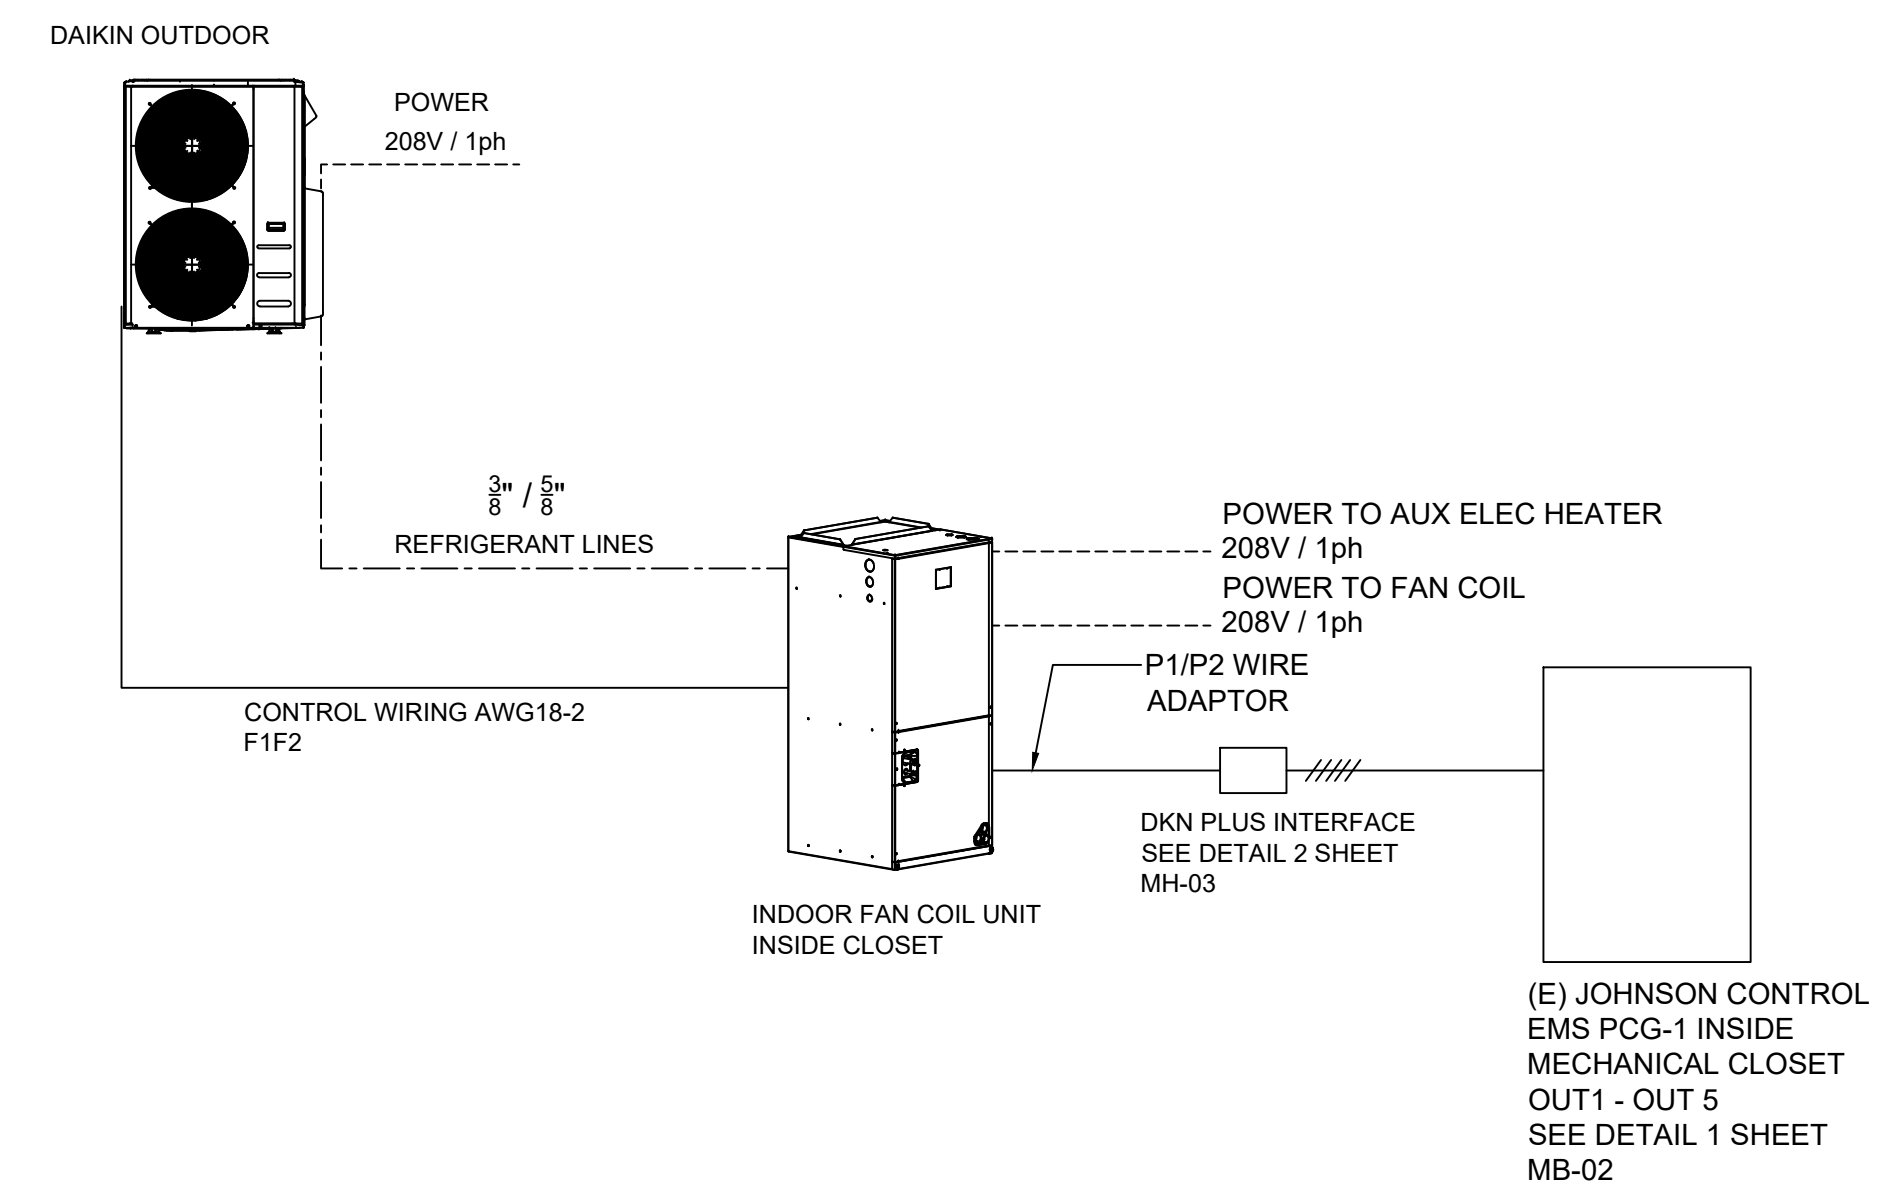 DAIKIN OUTDOOR
POWER
208V / 1ph
3/8" / 5/8"
REFRIGERANT LINES
POWER TO AUX ELEC HEATER
208V / 1ph
POWER TO FAN COIL
208V / 1ph
P1/P2 WIRE
ADAPTOR
CONTROL WIRING AWG18-2
F1F2
DKN PLUS INTERFACE
SEE DETAIL 2 SHEET
MH-03
INDOOR FAN COIL UNIT
INSIDE CLOSET
(E) JOHNSON CONTROL
EMS PCG-1 INSIDE
MECHANICAL CLOSET
OUT1 - OUT 5
SEE DETAIL 1 SHEET
MB-02